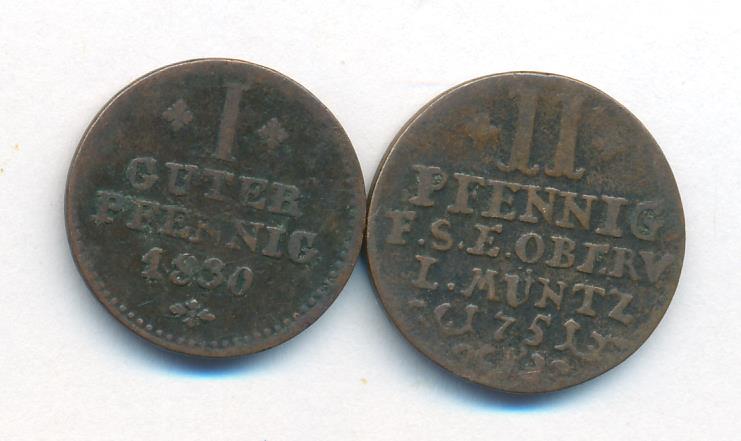 I
GUTER
PFENNIG
1830
II
PFENNIG
F.S.E.OBERV
L.MÜNTZ
1751